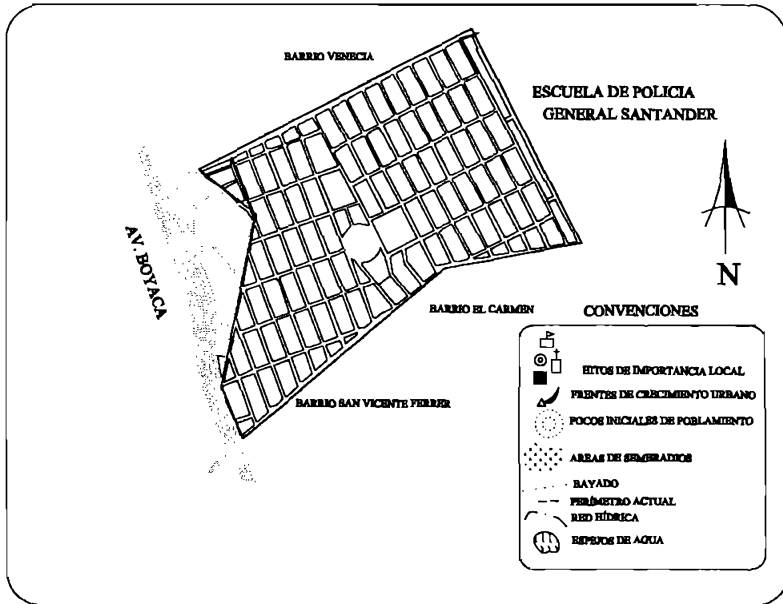 BARRIO VENECIA
ESCUELA DE POLICIA
GENERAL SANTANDER
AV. BOYACA
N
BARRIO EL CARMEN
BARRIO SAN VICENTE FERRER
CONVENCIONES
HITOS DE IMPORTANCIA LOCAL
FRENTES DE CRECIMIENTO URBANO
FOCOS INICIALES DE POBLAMIENTO
AREAS DE SEMBRADIOS
BAYADO
PERÍMETRO ACTUAL
RED HÍDRICA
ESPEJOS DE AGUA